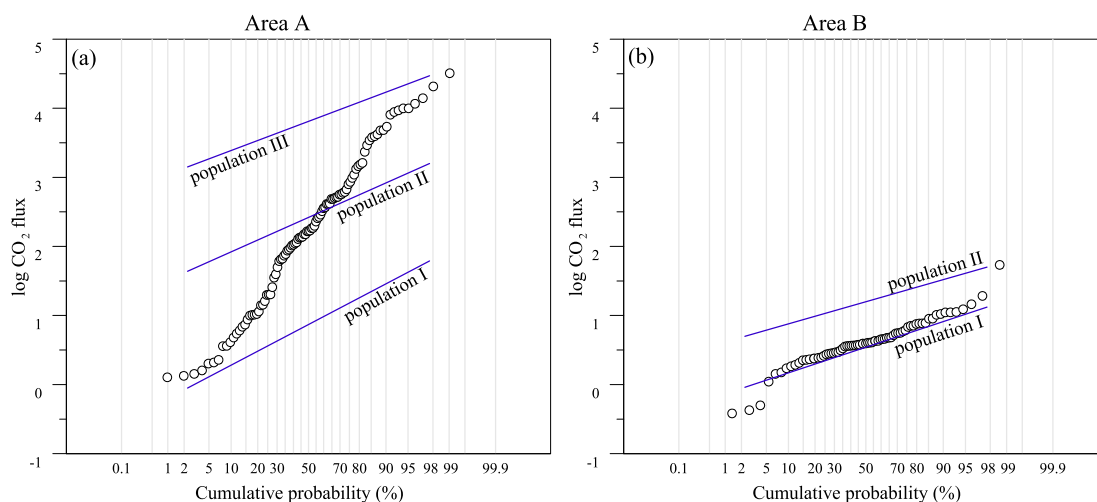 Area A
Area B
(a)
5
4
3
2
1
0
-1
log CO2 flux
population III
population II
population I
0.1 1 2 5 10 20 30 50 70 80 90 95 98 99 99.9
Cumulative probability (%)
(b)
5
4
3
2
1
0
-1
log CO2 flux
population II
population I
0.1 1 2 5 10 20 30 50 70 80 90 95 98 99 99.9
Cumulative probability (%)